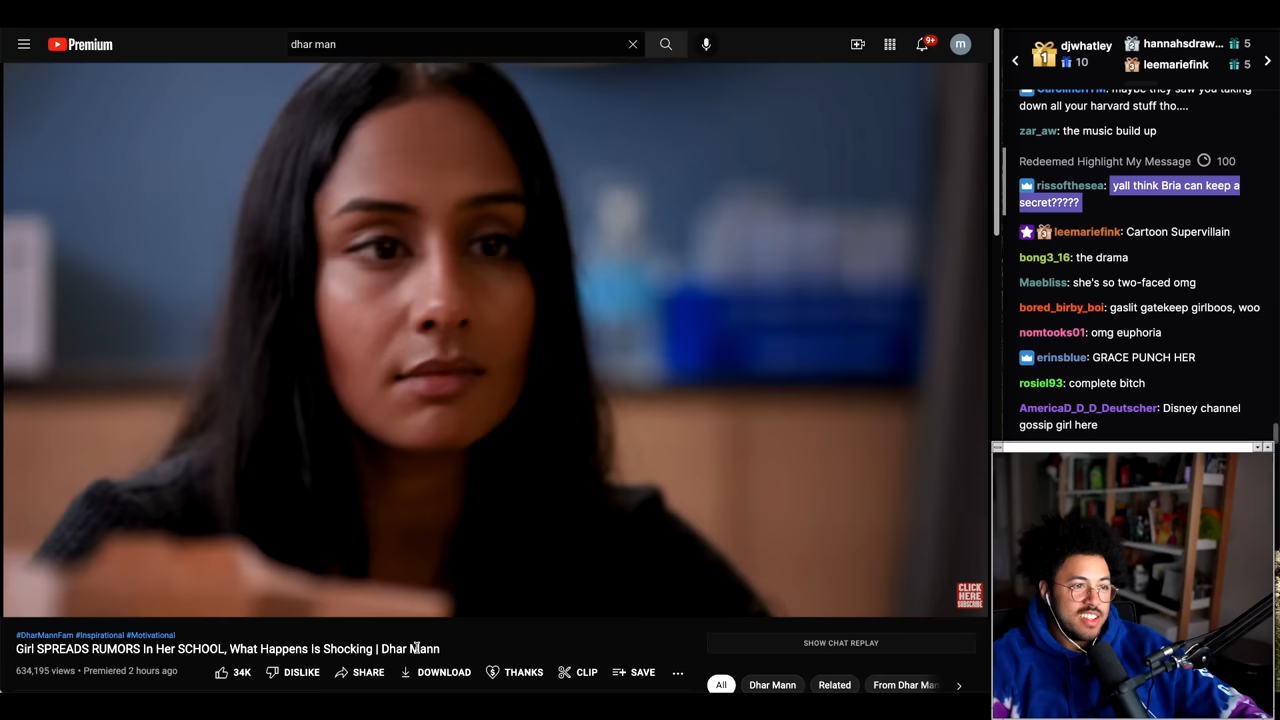 Premium
dhar man
9+
m
1
djwhatley
10
2
hannahsdraw...
5
3
leemariefink
5
maybe they saw you taking
down all your harvard stuff tho....
zar_aw: the music build up
Redeemed Highlight My Message 100
rissofthesea: yall think Bria can keep a
secret?????
3
leemariefink: Cartoon Supervillain
bong3_16: the drama
Maebliss: she's so two-faced omg
bored_birby_boi: gaslit gatekeep girlboos, woo
nomtooks01: omg euphoria
erinsblue: GRACE PUNCH HER
rosiel93: complete bitch
AmericaD_D_D_Deutscher: Disney channel
gossip girl here
CLICK
HERE
SUBSCRIBE
#DharMannFam #Inspirational #Motivational
Girl SPREADS RUMORS In Her SCHOOL, What Happens Is Shocking | Dhar Mann
634,195 views • Premiered 2 hours ago
34K
DISLIKE
SHARE
DOWNLOAD
THANKS
CLIP
SAVE
SHOW CHAT REPLAY
All
Dhar Mann
Related
From Dhar Man